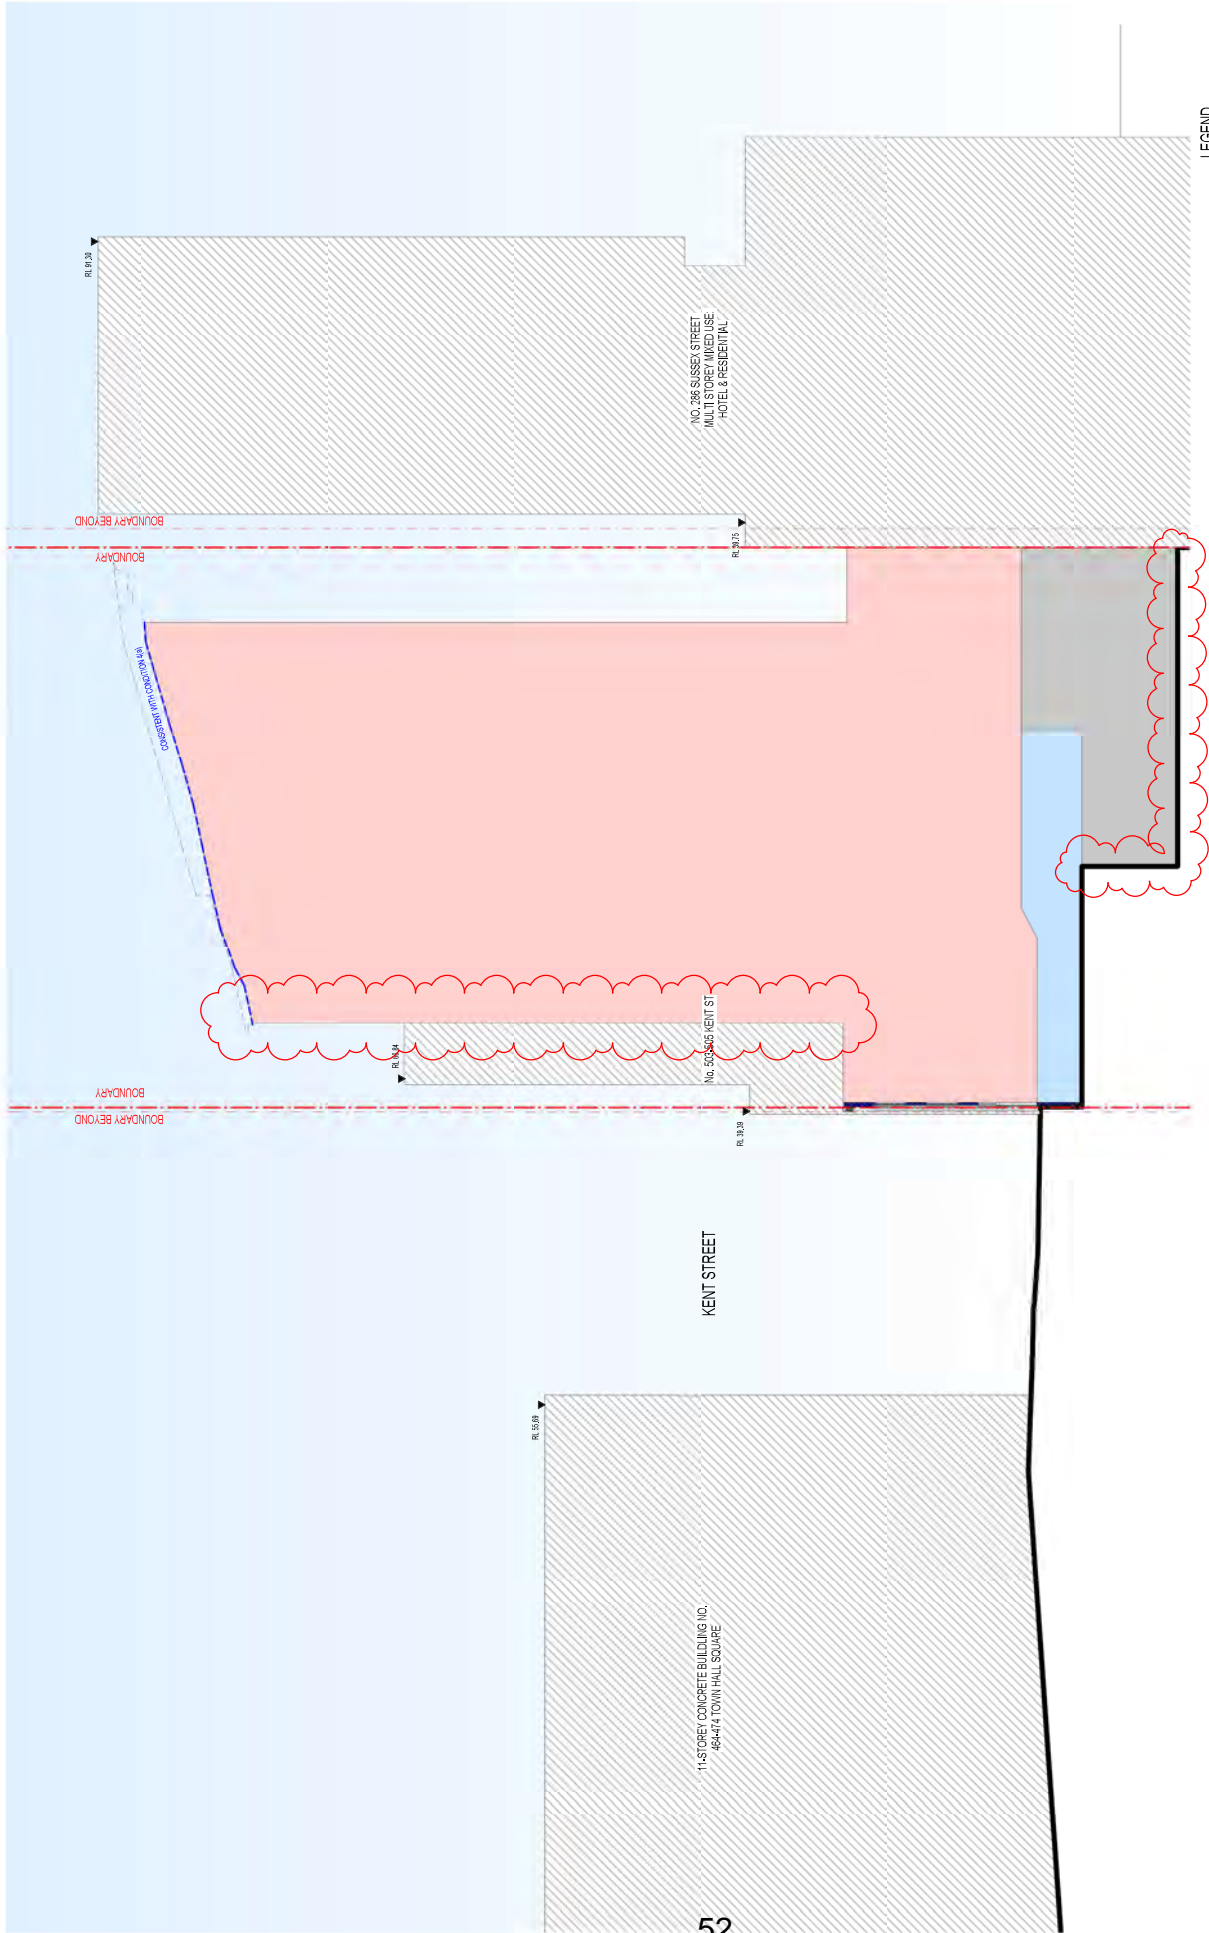 LEGEND
RL 91.30
NO. 286 SUSSEX STREET
MULTI STOREY MIXED USE:
HOTEL & RESIDENTIAL
BOUNDARY BEYOND
BOUNDARY
RL 39.75
CONSISTENT WITH CONDITION 4(a)
No. 503-505 KENT ST
BOUNDARY
BOUNDARY BEYOND
RL 39.39
KENT STREET
RL 55.69
11-STOREY CONCRETE BUILDLING NO.
464-474 TOWN HALL SQUARE
52